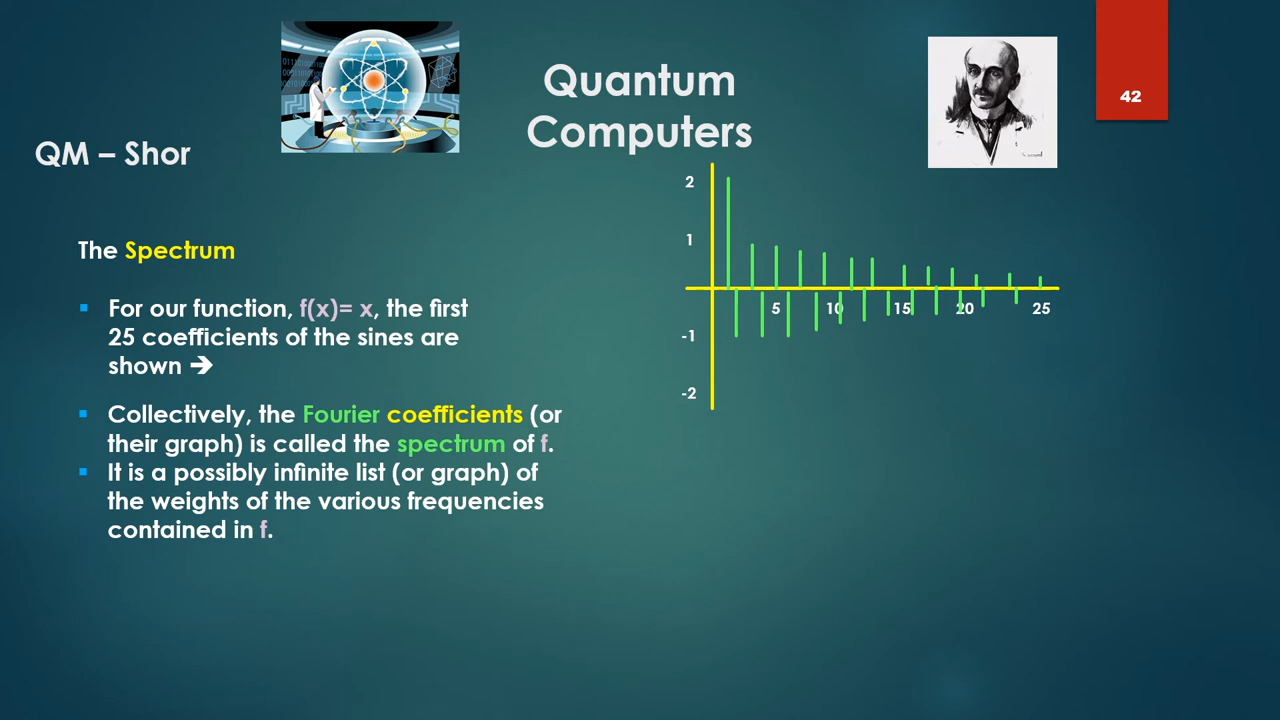 Quantum
Computers
42
QM – Shor
The Spectrum
▪ For our function, f(x)= x, the first
25 coefficients of the sines are
shown ➔
▪ Collectively, the Fourier coefficients (or
their graph) is called the spectrum of f.
▪ It is a possibly infinite list (or graph) of
the weights of the various frequencies
contained in f.
2
1
5 10 15 20 25
-1
-2